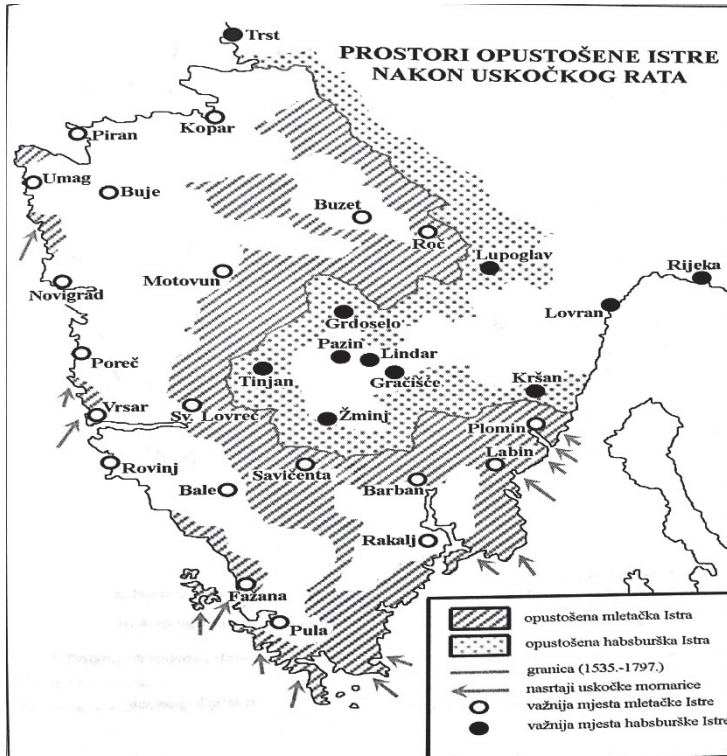 Trst
PROSTORI OPUSTOŠENE ISTRE
NAKON USKOČKOG RATA
Kopar
Piran
Umag
Buje
Buzet
Roč
Lupoglav
Rijeka
Motovun
Novigrad
Lovran
Grdoselo
Pazin
Lindar
Poreč
Tinjan
Gračišće
Kršan
Vrsar
Sv. Lovreč
Žminj
Plomin
Labin
Rovinj
Savičenta
Bale
Barban
Rakalj
Fažana
Pula
opustošena mletačka Istra
opustošena habsburška Istra
granica (1535.-1797.)
nasrtaji uskočke mornarice
važnija mjesta mletačke Istre
važnija mjesta habsburške Istre